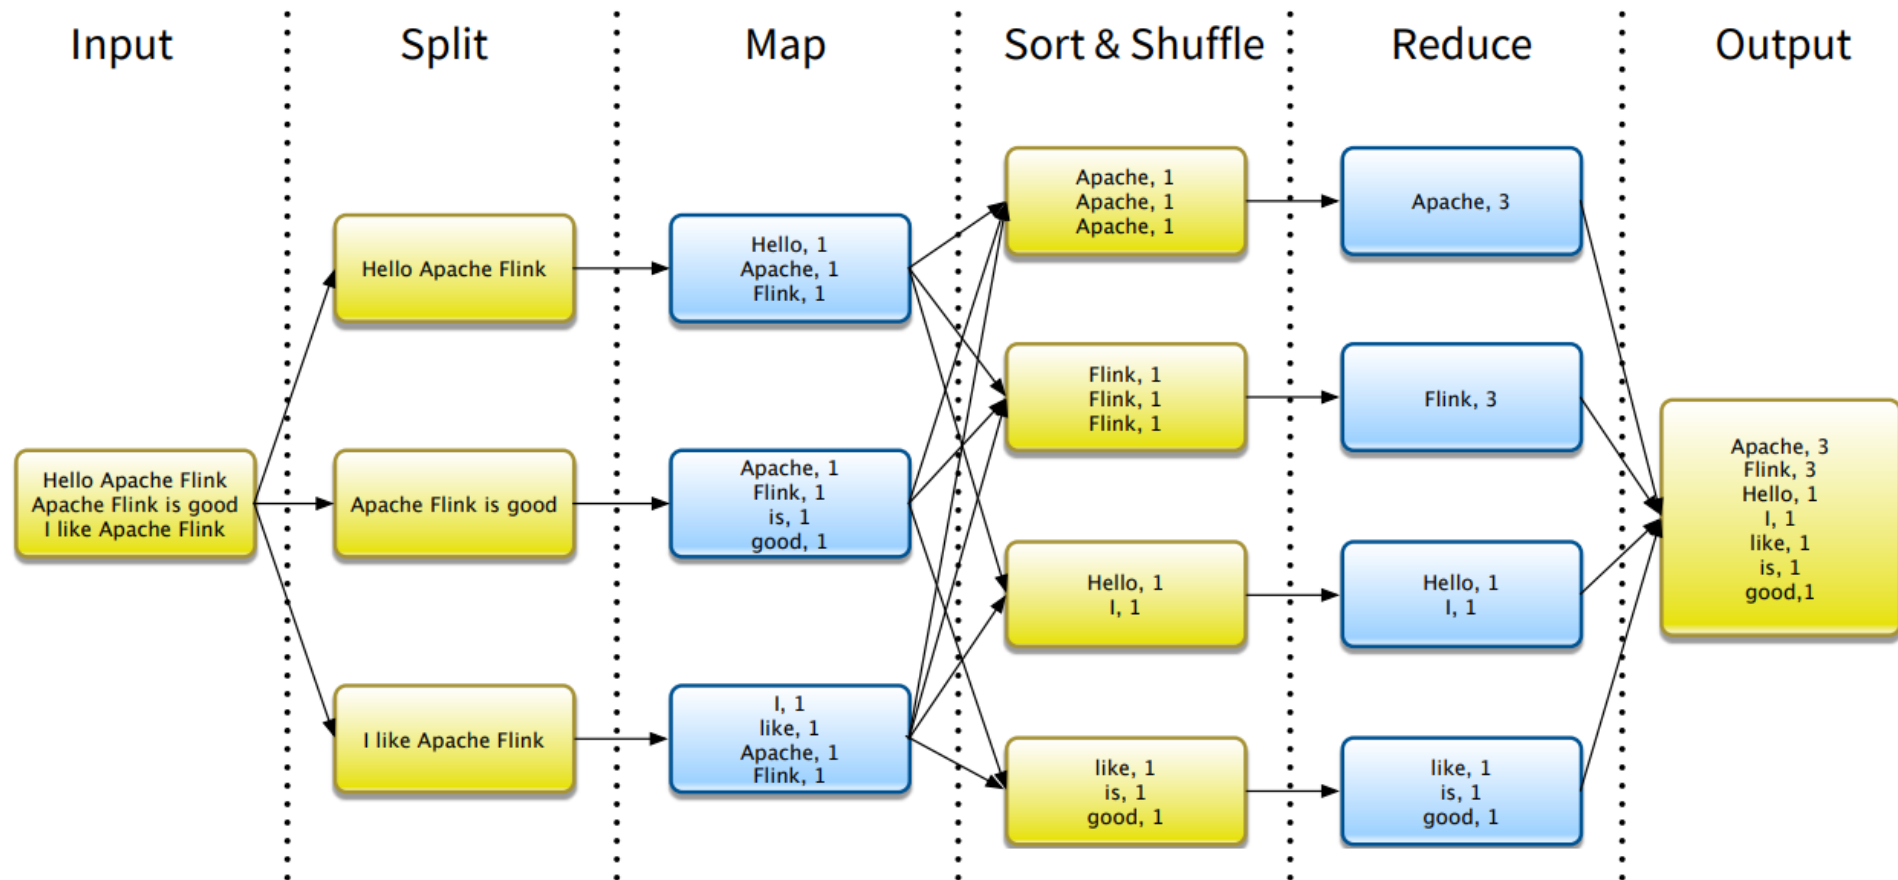 Input
Split
Map
Sort & Shuffle
Reduce
Output
Hello Apache Flink
Apache Flink is good
I like Apache Flink
Hello Apache Flink
Apache Flink is good
I like Apache Flink
Hello, 1
Apache, 1
Flink, 1
Apache, 1
Flink, 1
is, 1
good, 1
I, 1
like, 1
Apache, 1
Flink, 1
Apache, 1
Apache, 1
Apache, 1
Flink, 1
Flink, 1
Flink, 1
Hello, 1
I, 1
like, 1
is, 1
good, 1
Apache, 3
Flink, 3
Hello, 1
I, 1
like, 1
is, 1
good, 1
Apache, 3
Flink, 3
Hello, 1
I, 1
like, 1
is, 1
good,1